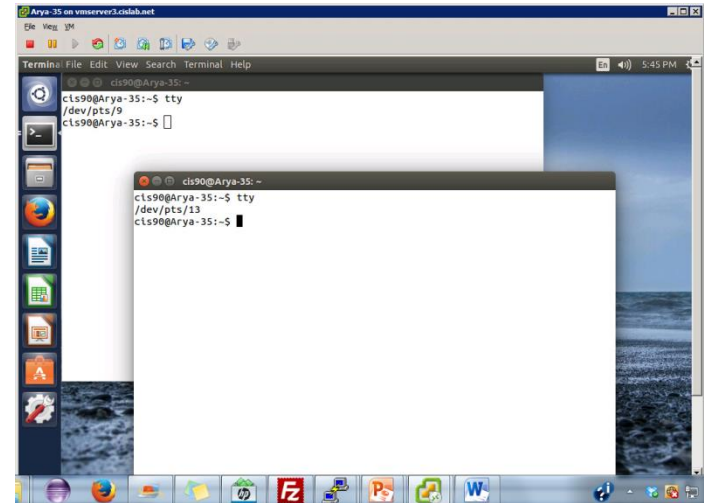 Arya-35 on vmserver3.cislab.net
File View VM
Terminal File Edit View Search Terminal Help
En 5:45 PM
cis90@Arya-35: ~
cis90@Arya-35:~$ tty
/dev/pts/9
cis90@Arya-35:~$
cis90@Arya-35: ~
cis90@Arya-35:~$ tty
/dev/pts/13
cis90@Arya-35:~$
A
hp
Fz
P
W